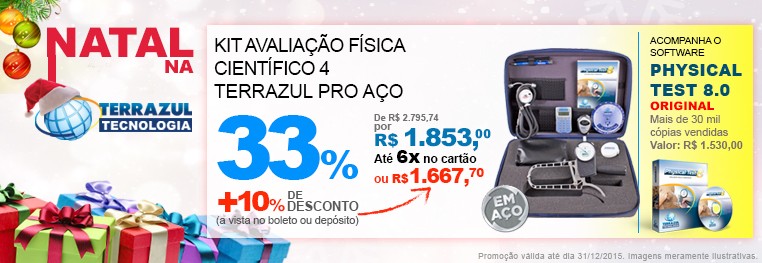 NATAL
NA
TERRAZUL
TECNOLOGIA
KIT AVALIAÇÃO FÍSICA
CIENTÍFICO 4
TERRAZUL PRO AÇO
33%
De R$ 2.795,74
por
R$ 1.853,00
Até 6x no cartão
ou R$ 1.667,70
+10% DE
DESCONTO
(a vista no boleto ou depósito)
EM
AÇO
ACOMPANHA O
SOFTWARE
PHYSICAL
TEST 8.0
ORIGINAL
Mais de 30 mil
cópias vendidas
Valor: R$ 1.530,00
Physical Test
Promoção válida até dia 31/12/2015. Imagens meramente ilustrativas.